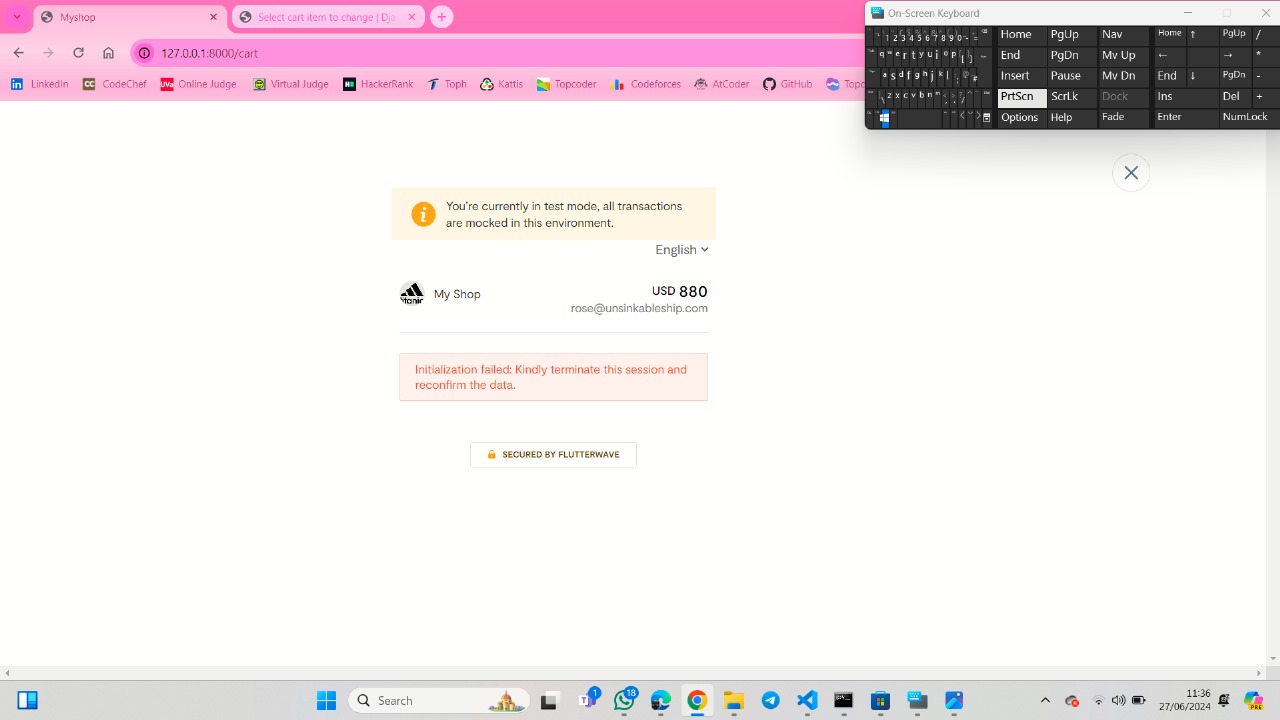 Myshop
Select cart item to change | Dja
On-Screen Keyboard
127.0.0.1:8000/cart
LinkedIn
CodeChef
Online Judge
Virtual Judge
HackerRank
Toph
Kattis
Topcoder
Codeforces
AtCoder
GitHub
Home PgUp Nav Home ↑ PgUp /
End PgDn Mv Up ← → *
Insert Pause Mv Dn End ↓ PgDn -
PrtScn ScrLk Dock Ins Del +
Options Help Fade Enter NumLock
You're currently in test mode, all transactions
are mocked in this environment.
English
My Shop
USD 880
rose@unsinkableship.com
Initialization failed: Kindly terminate this session and
reconfirm the data.
SECURED BY FLUTTERWAVE
Search
1
18
11:36
27/06/2024
PRE